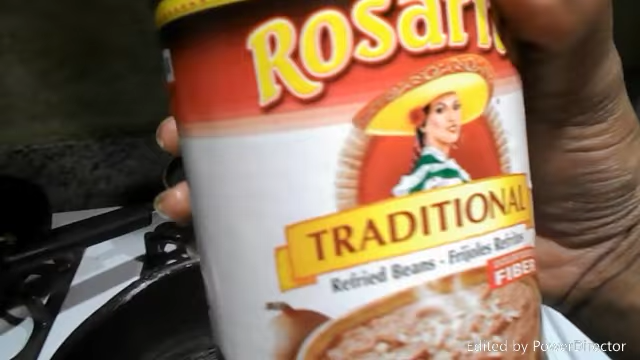 Rosari
TRADITIONAL
Refried Beans - Frijoles Refritos
FIBER
Edited by PowerDirector